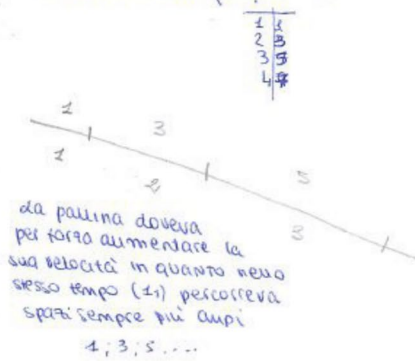 1 1
2 3
3 5
4 7
1 3 5
1 2 3
La pallina doveva
per forza aumentare la
sua velocità in quanto nello
stesso tempo (1s) percorreva
spazi sempre più ampi
1; 3; 5....